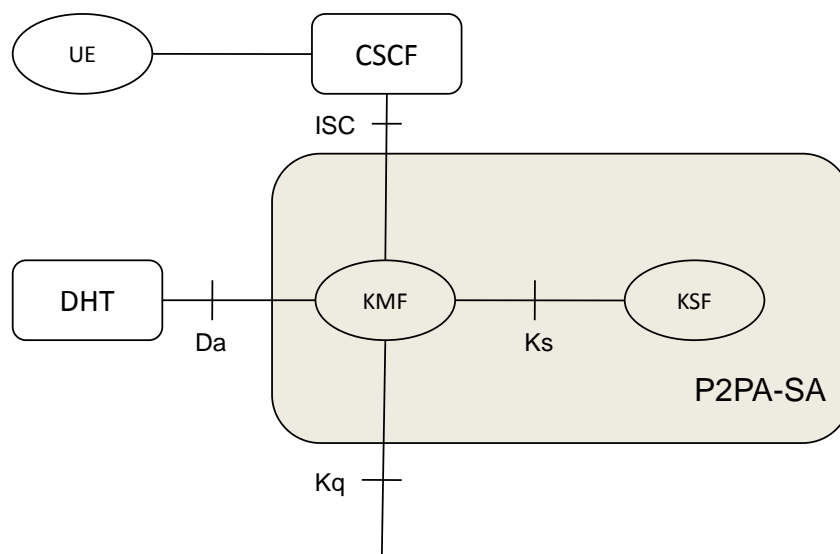 UE
CSCF
ISC
DHT
KMF
KSF
Da
Ks
P2PA-SA
Kq